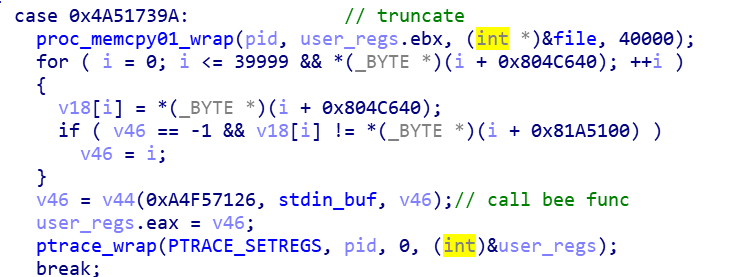 case 0x4A51739A: // truncate
proc_memcpy01_wrap(pid, user_regs.ebx, (int *)&file, 40000);
for ( i = 0; i <= 39999 && *(_BYTE *)(i + 0x804C640); ++i )
{
v18[i] = *(_BYTE *)(i + 0x804C640);
if ( v46 == -1 && v18[i] != *(_BYTE *)(i + 0x81A5100) )
v46 = i;
}
v46 = v44(0xA4F57126, stdin_buf, v46);// call bee func
user_regs.eax = v46;
ptrace_wrap(PTRACE_SETREGS, pid, 0, (int)&user_regs);
break;